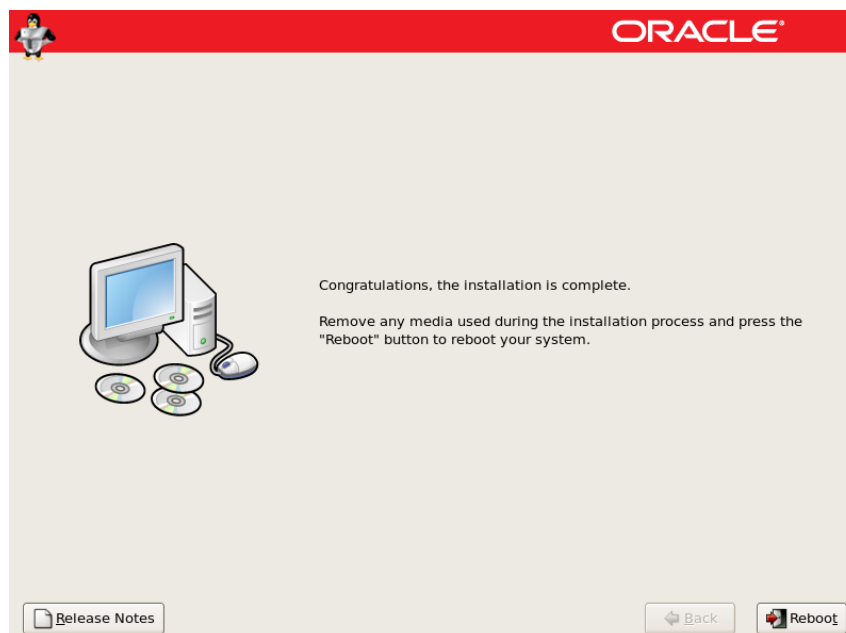 ORACLE®
Congratulations, the installation is complete.
Remove any media used during the installation process and press the
"Reboot" button to reboot your system.
Release Notes
Back
Reboot